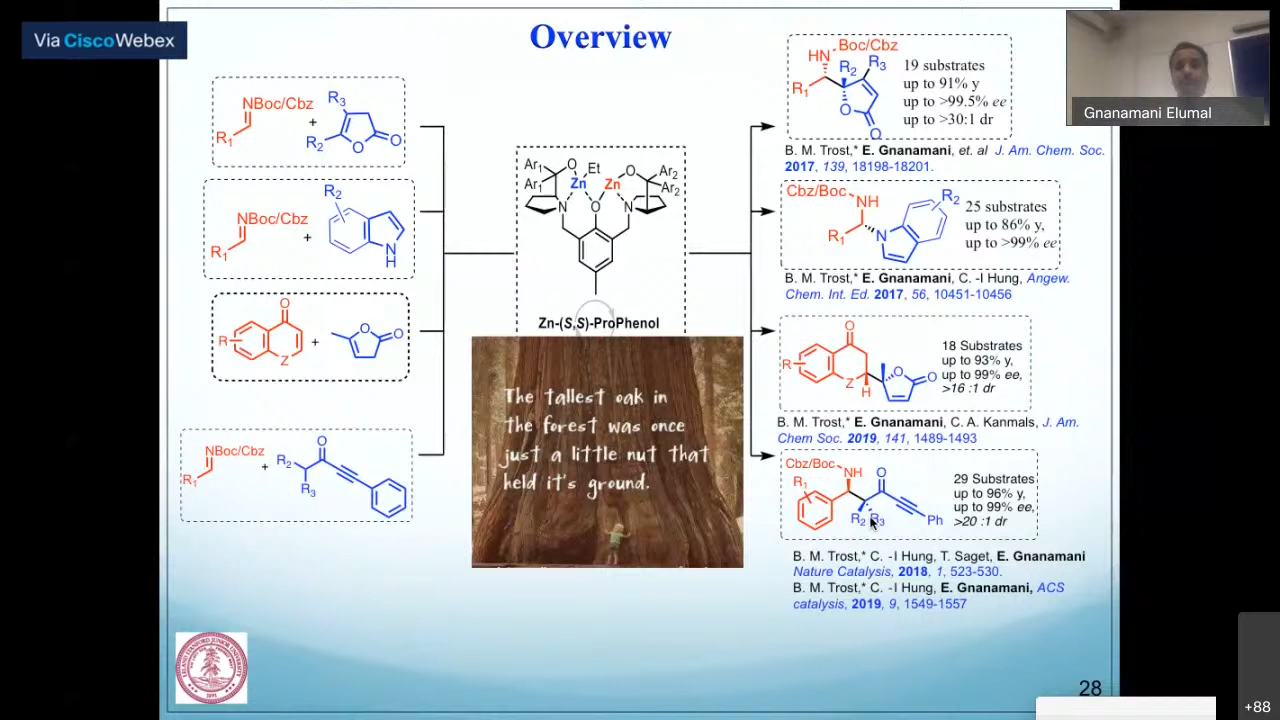 Via Cisco Webex
Overview
Gnanamani Elumal
NBoc/Cbz
R1
+
R3
R2
O
O
NBoc/Cbz
R1
+
R2
N
H
O
R
Z
+
O
O
NBoc/Cbz
R1
+
R2
O
R3
Ar1
Ar1
O
Et
Zn
Zn
O
Ar2
Ar2
N
O
N
Zn-(S,S)-ProPhenol
The tallest oak in
the forest was once
just a little nut that
held it's ground.
HN
Boc/Cbz
R2
R3
R1
O
O
19 substrates
up to 91% y
up to >99.5% ee
up to >30:1 dr
B. M. Trost,* E. Gnanamani, et. al J. Am. Chem. Soc.
2017, 139, 18198-18201.
Cbz/Boc
NH
R2
R1
N
25 substrates
up to 86% y,
up to >99% ee
B. M. Trost,* E. Gnanamani, C. -I Hung, Angew.
Chem. Int. Ed. 2017, 56, 10451-10456
O
R
Z
H
O
O
18 Substrates
up to 93% y,
up to 99% ee,
>16 :1 dr
B. M. Trost,* E. Gnanamani, C. A. Kanmals, J. Am.
Chem Soc. 2019, 141, 1489-1493
Cbz/Boc
NH
O
R1
R2
R3
Ph
29 Substrates
up to 96% y,
up to 99% ee,
>20 :1 dr
B. M. Trost,* C. -I Hung, T. Saget, E. Gnanamani
Nature Catalysis, 2018, 1, 523-530.
B. M. Trost,* C. -I Hung, E. Gnanamani, ACS
catalysis, 2019, 9, 1549-1557
28
+88